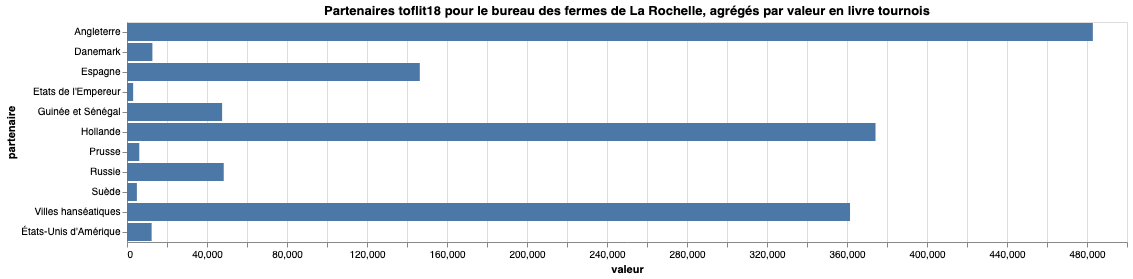 Partenaires toflit18 pour le bureau des fermes de La Rochelle, agrégés par valeur en livre tournois
partenaire
Angleterre
Danemark
Espagne
Etats de l'Empereur
Guinée et Sénégal
Hollande
Prusse
Russie
Suède
Villes hanséatiques
États-Unis d'Amérique
0 40,000 80,000 120,000 160,000 200,000 240,000 280,000 320,000 360,000 400,000 440,000 480,000
valeur